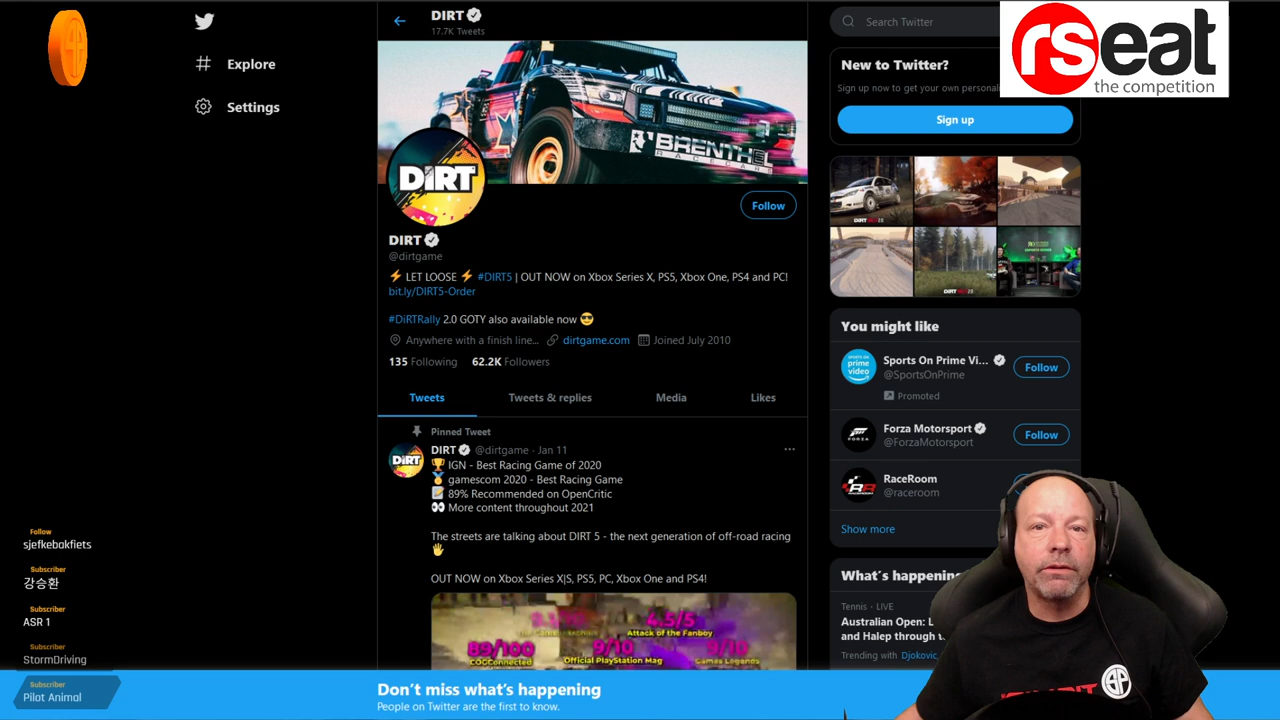 Explore
Settings
Follow
sjefkebakfiets
Subscriber
강승환
Subscriber
ASR 1
Subscriber
StormDriving
Subscriber
Pilot Animal
DIRT
17.7K Tweets
BRENTHEL
DIRT
Follow
DIRT
@dirtgame
⚡ LET LOOSE ⚡ #DIRT5 | OUT NOW on Xbox Series X, PS5, Xbox One, PS4 and PC!
bit.ly/DIRT5-Order
#DiRTRally 2.0 GOTY also available now 😎
Anywhere with a finish line... dirtgame.com Joined July 2010
135 Following 62.2K Followers
Tweets Tweets & replies Media Likes
Pinned Tweet
DIRT @dirtgame · Jan 11
DIRT
🏆 IGN - Best Racing Game of 2020
🏅 gamescom 2020 - Best Racing Game
📝 89% Recommended on OpenCritic
👀 More content throughout 2021
The streets are talking about DIRT 5 - the next generation of off-road racing
🖐
OUT NOW on Xbox Series X|S, PS5, PC, Xbox One and PS4!
4.5/5
Attack of the Fanboy
89/100
COGConnected
9/10
Official PlayStation Mag
9/10
Games Legends
Don't miss what's happening
People on Twitter are the first to know.
Search Twitter
rseat
the competition
New to Twitter?
Sign up now to get your own
Sign up
You might like
Sports On Prime Vi...
@SportsOnPrime
Promoted
Follow
sports on
prime
video
Forza Motorsport
@ForzaMotorsport
Follow
FORZA
RaceRoom
@raceroom
Show more
What's happening
Tennis · LIVE
Australian Open:
and Halep through
Trending with Djokovic,
SP